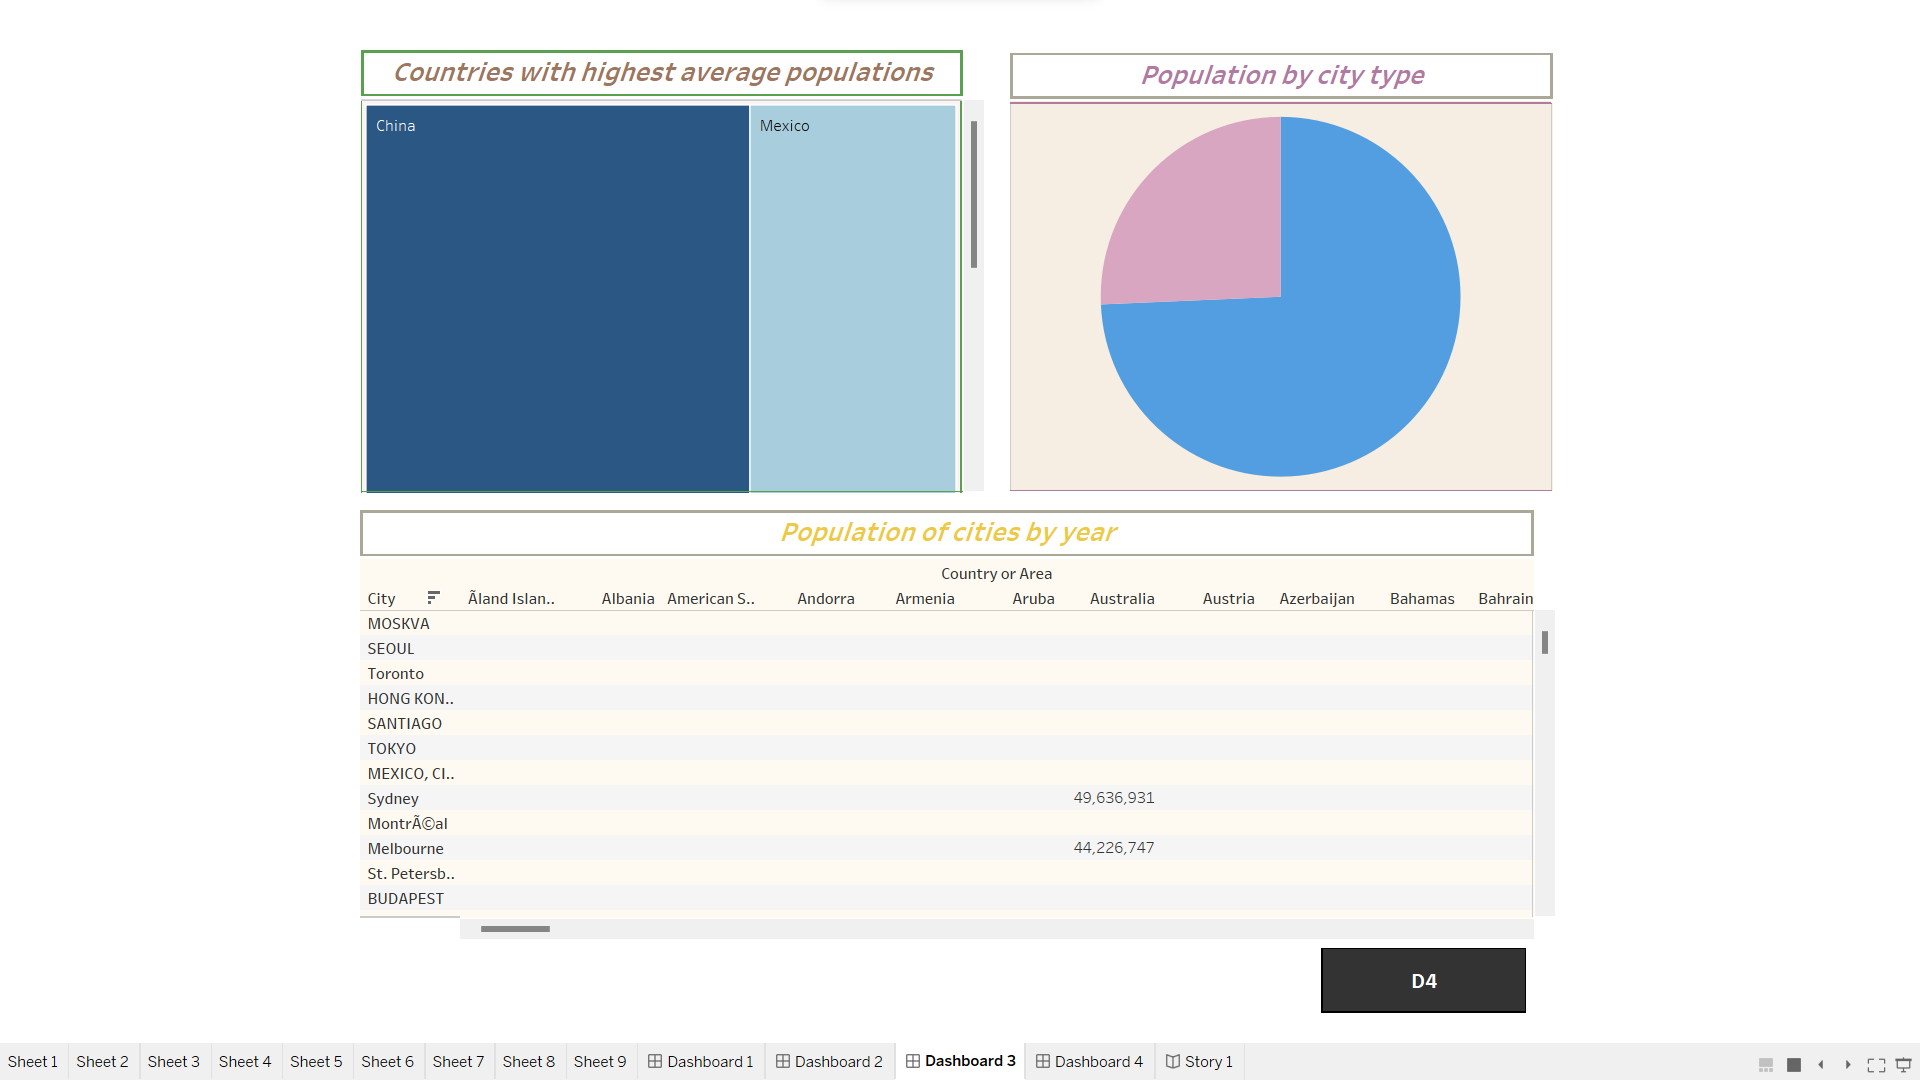 Countries with highest average populations
China
Mexico
Population by city type
Population of cities by year
Country or Area
City Ãland Islan.. Albania American S.. Andorra Armenia Aruba Australia Austria Azerbaijan Bahamas Bahrain
MOSKVA
SEOUL
Toronto
HONG KON..
SANTIAGO
TOKYO
MEXICO, CI..
Sydney 49,636,931
MontrÃ©al
Melbourne 44,226,747
St. Petersb..
BUDAPEST
D4
Sheet 1 Sheet 2 Sheet 3 Sheet 4 Sheet 5 Sheet 6 Sheet 7 Sheet 8 Sheet 9 Dashboard 1 Dashboard 2 Dashboard 3 Dashboard 4 Story 1